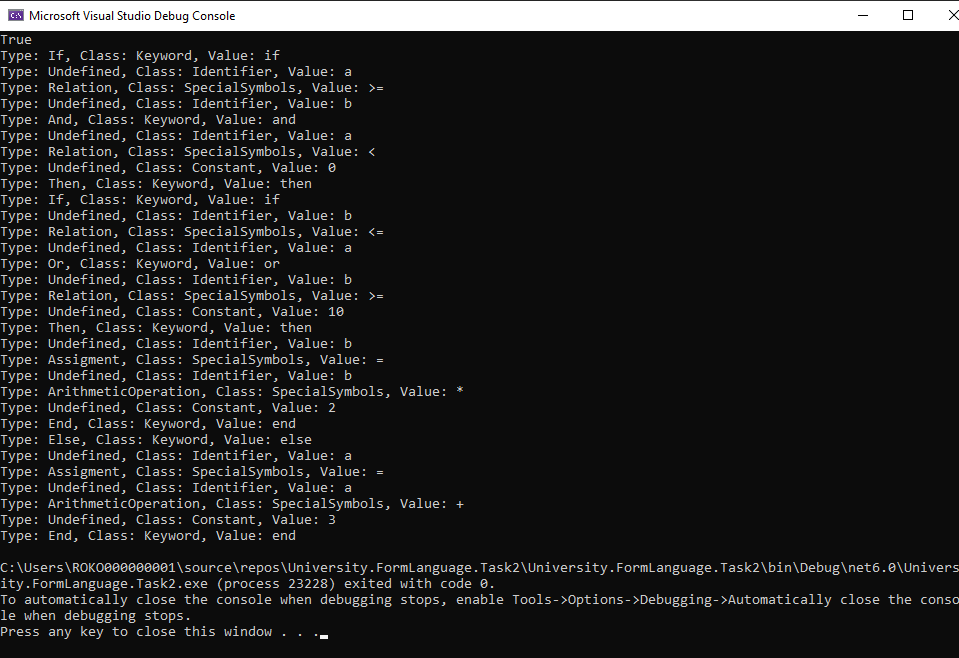 Microsoft Visual Studio Debug Console
True
Type: If, Class: Keyword, Value: if
Type: Undefined, Class: Identifier, Value: a
Type: Relation, Class: SpecialSymbols, Value: >=
Type: Undefined, Class: Identifier, Value: b
Type: And, Class: Keyword, Value: and
Type: Undefined, Class: Identifier, Value: a
Type: Relation, Class: SpecialSymbols, Value: <
Type: Undefined, Class: Constant, Value: 0
Type: Then, Class: Keyword, Value: then
Type: If, Class: Keyword, Value: if
Type: Undefined, Class: Identifier, Value: b
Type: Relation, Class: SpecialSymbols, Value: <=
Type: Undefined, Class: Identifier, Value: a
Type: Or, Class: Keyword, Value: or
Type: Undefined, Class: Identifier, Value: b
Type: Relation, Class: SpecialSymbols, Value: >=
Type: Undefined, Class: Constant, Value: 10
Type: Then, Class: Keyword, Value: then
Type: Undefined, Class: Identifier, Value: b
Type: Assigment, Class: SpecialSymbols, Value: =
Type: Undefined, Class: Identifier, Value: b
Type: ArithmeticOperation, Class: SpecialSymbols, Value: *
Type: Undefined, Class: Constant, Value: 2
Type: End, Class: Keyword, Value: end
Type: Else, Class: Keyword, Value: else
Type: Undefined, Class: Identifier, Value: a
Type: Assigment, Class: SpecialSymbols, Value: =
Type: Undefined, Class: Identifier, Value: a
Type: ArithmeticOperation, Class: SpecialSymbols, Value: +
Type: Undefined, Class: Constant, Value: 3
Type: End, Class: Keyword, Value: end
C:\Users\ROKO000000001\source\repos\University.FormLanguage.Task2\University.FormLanguage.Task2\bin\Debug\net6.0\Univers
ity.FormLanguage.Task2.exe (process 23228) exited with code 0.
To automatically close the console when debugging stops, enable Tools->Options->Debugging->Automatically close the conso
le when debugging stops.
Press any key to close this window . . .